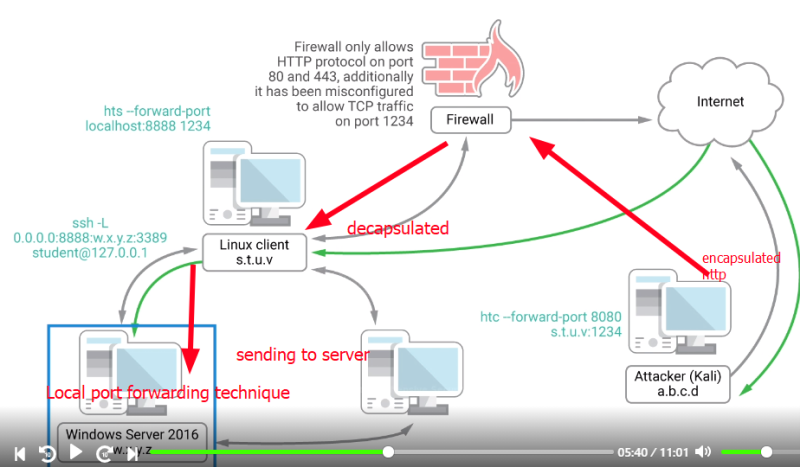 Firewall only allows
HTTP protocol on port
80 and 443, additionally
it has been misconfigured
to allow TCP traffic
on port 1234
Firewall
Internet
hts --forward-port
localhost:8888 1234
ssh -L
0.0.0.0:8888:w.x.y.z:3389
student@127.0.0.1
Linux client
s.t.u.v
decapsulated
encapsulated
http
htc --forward-port 8080
s.t.u.v:1234
Attacker (Kali)
a.b.c.d
sending to server
Local port forwarding technique
Windows Server 2016
w.x.y.z
10
10
05:40 / 11:01